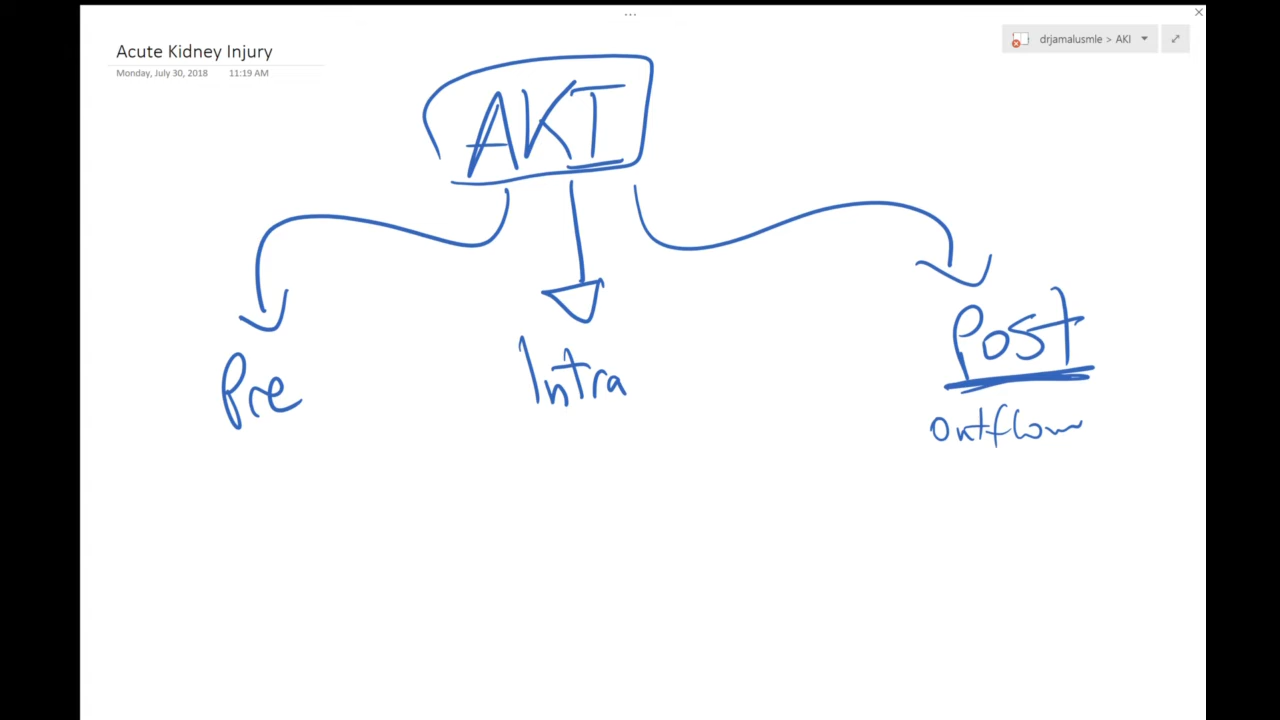 Acute Kidney Injury
Monday, July 30, 2018 11:19 AM
drjamalusmle > AKI
AKI
Pre
Intra
Post
outflow